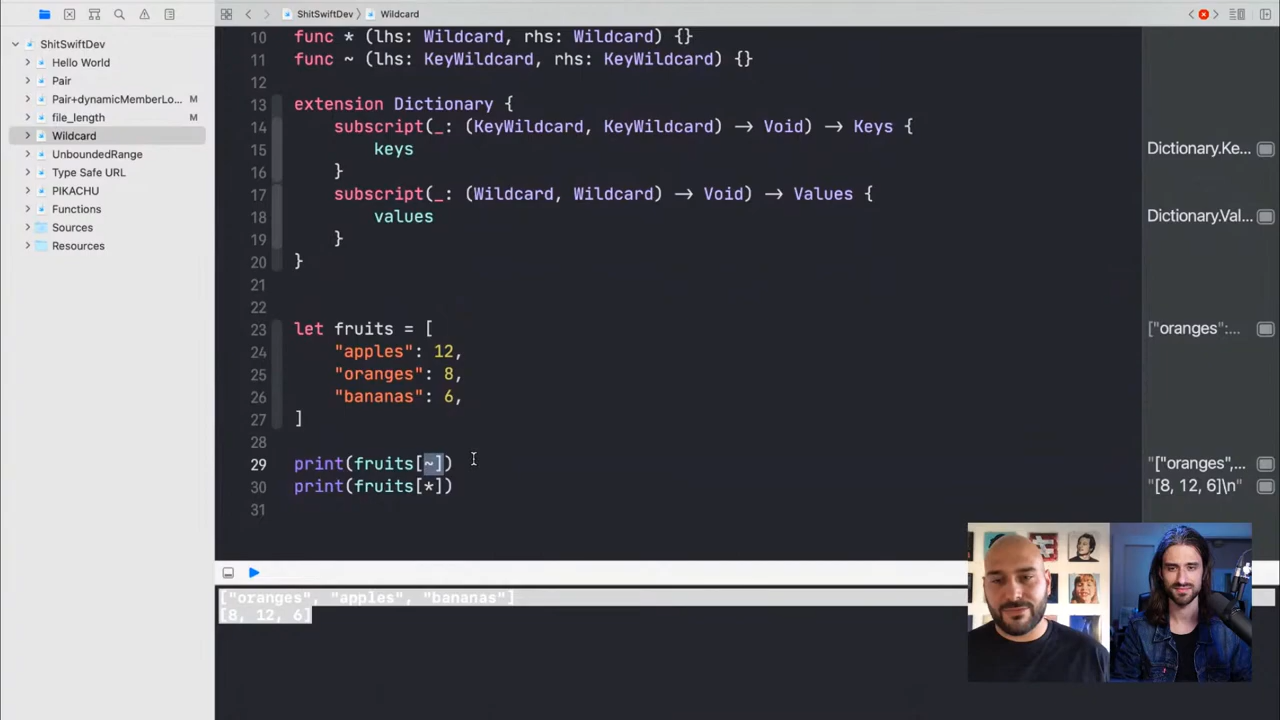 ShitSwiftDev
Wildcard
ShitSwiftDev
Hello World
Pair
Pair+dynamicMemberLo... M
file_length M
Wildcard
UnboundedRange
Type Safe URL
PIKACHU
Functions
Sources
Resources
10 func * (lhs: Wildcard, rhs: Wildcard) {}
11 func ~ (lhs: KeyWildcard, rhs: KeyWildcard) {}
12
13 extension Dictionary {
14 subscript(_: (KeyWildcard, KeyWildcard) -> Void) -> Keys {
15 keys
Dictionary.Ke...
16 }
17 subscript(_: (Wildcard, Wildcard) -> Void) -> Values {
18 values
Dictionary.Val...
19 }
20 }
21
22
23 let fruits = [
["oranges":...
24 "apples": 12,
25 "oranges": 8,
26 "bananas": 6,
27 ]
28
29 print(fruits[~])
"["oranges",...
30 print(fruits[*])
"[8, 12, 6]\n"
31
["oranges", "apples", "bananas"]
[8, 12, 6]